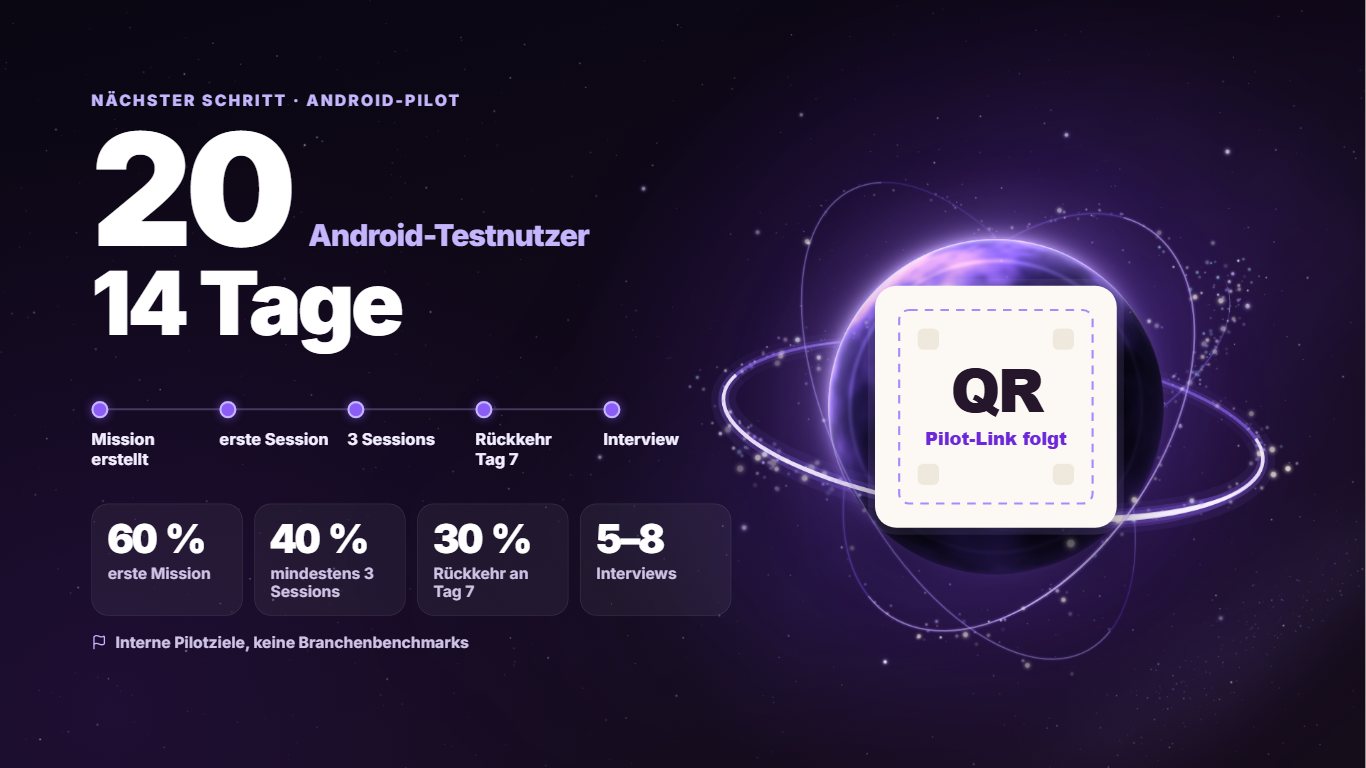 NÄCHSTER SCHRITT · ANDROID-PILOT
20 Android-Testnutzer
14 Tage
Mission
erstellt
erste Session
3 Sessions
Rückkehr
Tag 7
Interview
60 %
erste Mission
40 %
mindestens 3
Sessions
30 %
Rückkehr an
Tag 7
5–8
Interviews
Interne Pilotziele, keine Branchenbenchmarks
QR
Pilot-Link folgt